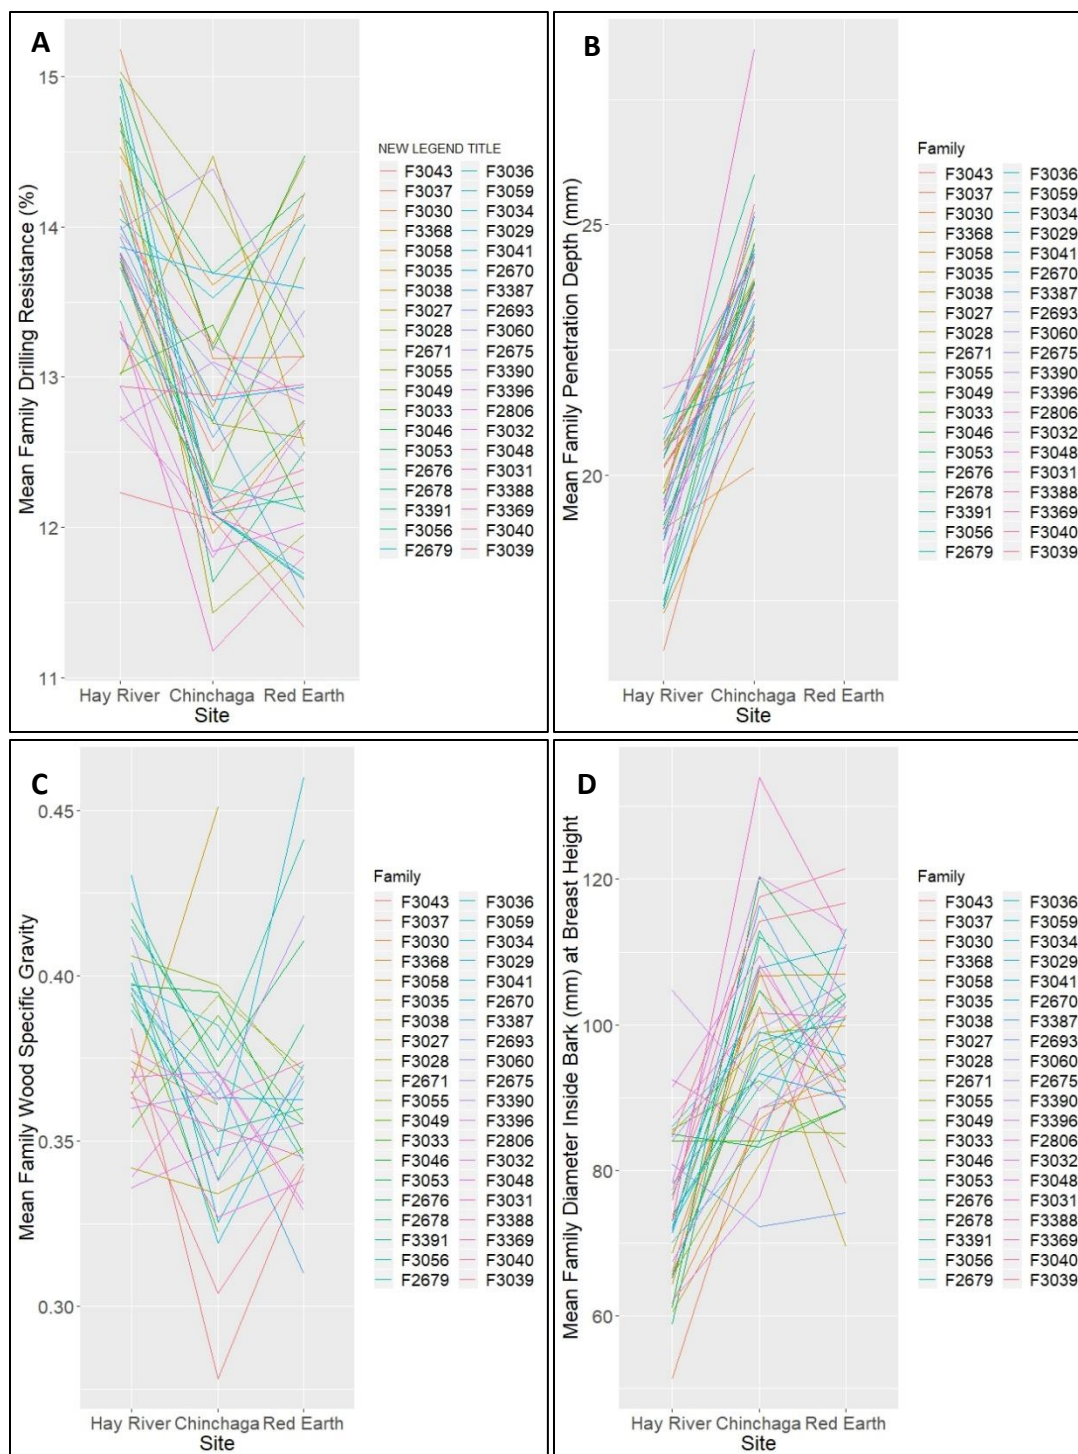 A
Mean Family Drilling Resistance (%)
15
14
13
12
11
Hay River Chinchaga Red Earth
Site
NEW LEGEND TITLE
F3043 F3036
F3037 F3059
F3030 F3034
F3368 F3029
F3058 F3041
F3035 F2670
F3038 F3387
F3027 F2693
F3028 F3060
F2671 F2675
F3055 F3390
F3049 F3396
F3033 F2806
F3046 F3032
F3053 F3048
F2676 F3031
F2678 F3388
F3391 F3369
F3056 F3040
F2679 F3039
B
Mean Family Penetration Depth (mm)
25
20
Hay River Chinchaga Red Earth
Site
Family
F3043 F3036
F3037 F3059
F3030 F3034
F3368 F3029
F3058 F3041
F3035 F2670
F3038 F3387
F3027 F2693
F3028 F3060
F2671 F2675
F3055 F3390
F3049 F3396
F3033 F2806
F3046 F3032
F3053 F3048
F2676 F3031
F2678 F3388
F3391 F3369
F3056 F3040
F2679 F3039
C
Mean Family Wood Specific Gravity
0.45
0.40
0.35
0.30
Hay River Chinchaga Red Earth
Site
Family
F3043 F3036
F3037 F3059
F3030 F3034
F3368 F3029
F3058 F3041
F3035 F2670
F3038 F3387
F3027 F2693
F3028 F3060
F2671 F2675
F3055 F3390
F3049 F3396
F3033 F2806
F3046 F3032
F3053 F3048
F2676 F3031
F2678 F3388
F3391 F3369
F3056 F3040
F2679 F3039
D
Mean Family Diameter Inside Bark (mm) at Breast Height
120
100
80
60
Hay River Chinchaga Red Earth
Site
Family
F3043 F3036
F3037 F3059
F3030 F3034
F3368 F3029
F3058 F3041
F3035 F2670
F3038 F3387
F3027 F2693
F3028 F3060
F2671 F2675
F3055 F3390
F3049 F3396
F3033 F2806
F3046 F3032
F3053 F3048
F2676 F3031
F2678 F3388
F3391 F3369
F3056 F3040
F2679 F3039